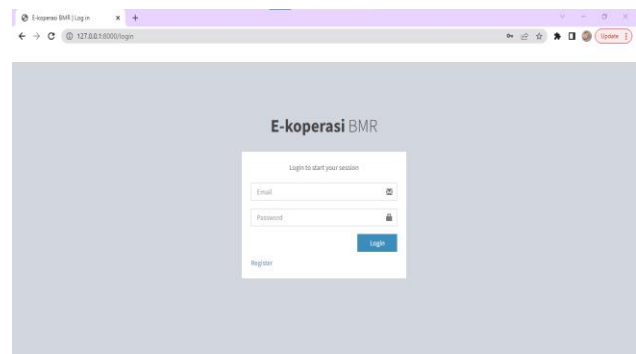 E-koperasi BMR | Log in
127.0.0.1:8000/login
Update
E-koperasi BMR
Login to start your session
Email
Password
Login
Register